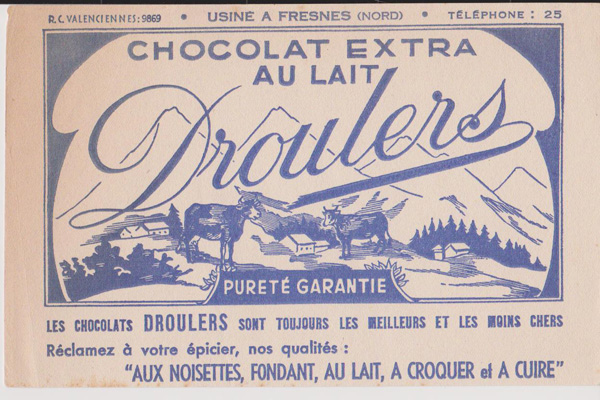 R.C. VALENCIENNES: 9869 • USINE A FRESNES (NORD) • TÉLÉPHONE : 25
CHOCOLAT EXTRA
AU LAIT
Droulers
PURETÉ GARANTIE
LES CHOCOLATS DROULERS SONT TOUJOURS LES MEILLEURS ET LES MOINS CHERS
Réclamez à votre épicier, nos qualités :
"AUX NOISETTES, FONDANT, AU LAIT, A CROQUER et A CUIRE"